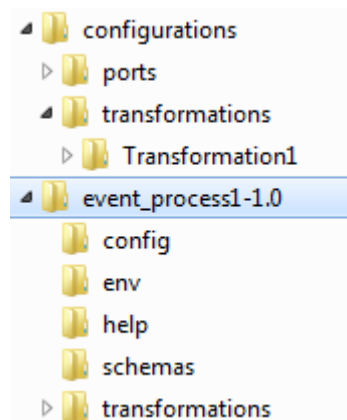 configurations
ports
transformations
Transformation1
event_process1-1.0
config
env
help
schemas
transformations